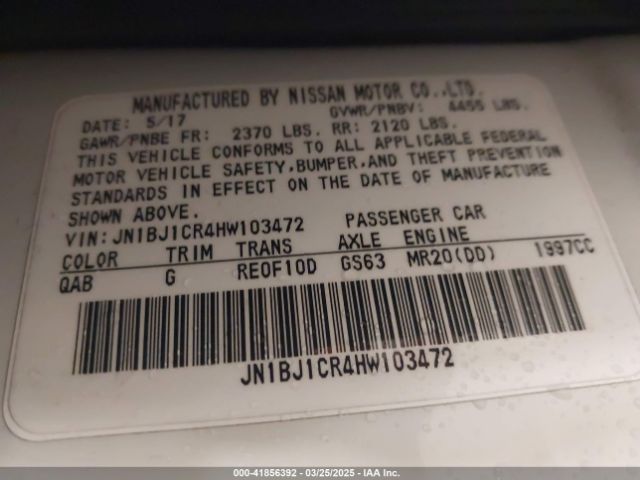 MANUFACTURED BY NISSAN MOTOR CO.,LTD.
DATE: 5/17 GVWR/PNBV: 4455 LBS.
GAWR/PNBE FR: 2370 LBS. RR: 2120 LBS.
THIS VEHICLE CONFORMS TO ALL APPLICABLE FEDERAL
MOTOR VEHICLE SAFETY,BUMPER,AND THEFT PREVENTION
STANDARDS IN EFFECT ON THE DATE OF MANUFACTURE
SHOWN ABOVE.
VIN:JN1BJ1CR4HW103472 PASSENGER CAR
COLOR TRIM TRANS AXLE ENGINE
QAB G RE0F10D GS63 MR20(DD) 1997CC
JN1BJ1CR4HW103472
000-41856392 - 03/25/2025 - IAA Inc.